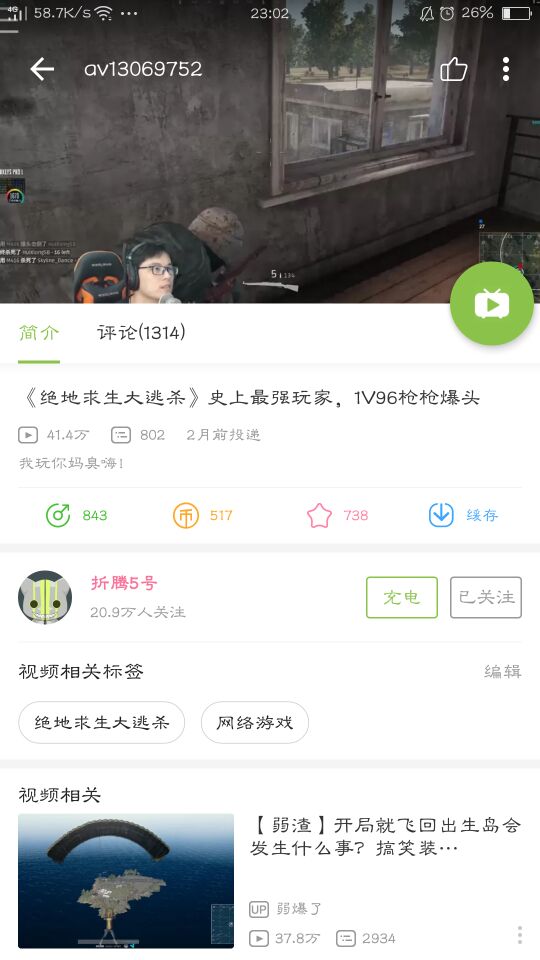 4G 58.7K/s ••• 23:02 26%
av13069752
27
5 134
简介 评论(1314)
《绝地求生大逃杀》史上最强玩家，1V96枪枪爆头
41.4万 802 2月前投递
我玩你妈臭嗨！
843 币 517 738 缓存
折腾5号
20.9万人关注
充电 已关注
视频相关标签 编辑
绝地求生大逃杀 网络游戏
视频相关
【弱渣】开局就飞回出生岛会
发生什么事？搞笑装…
UP 弱爆了
37.8万 2934